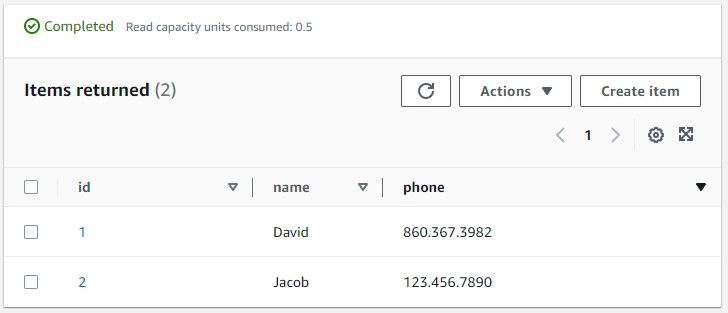 Completed Read capacity units consumed: 0.5
Items returned (2)
Actions
Create item
1
id name phone
1 David 860.367.3982
2 Jacob 123.456.7890